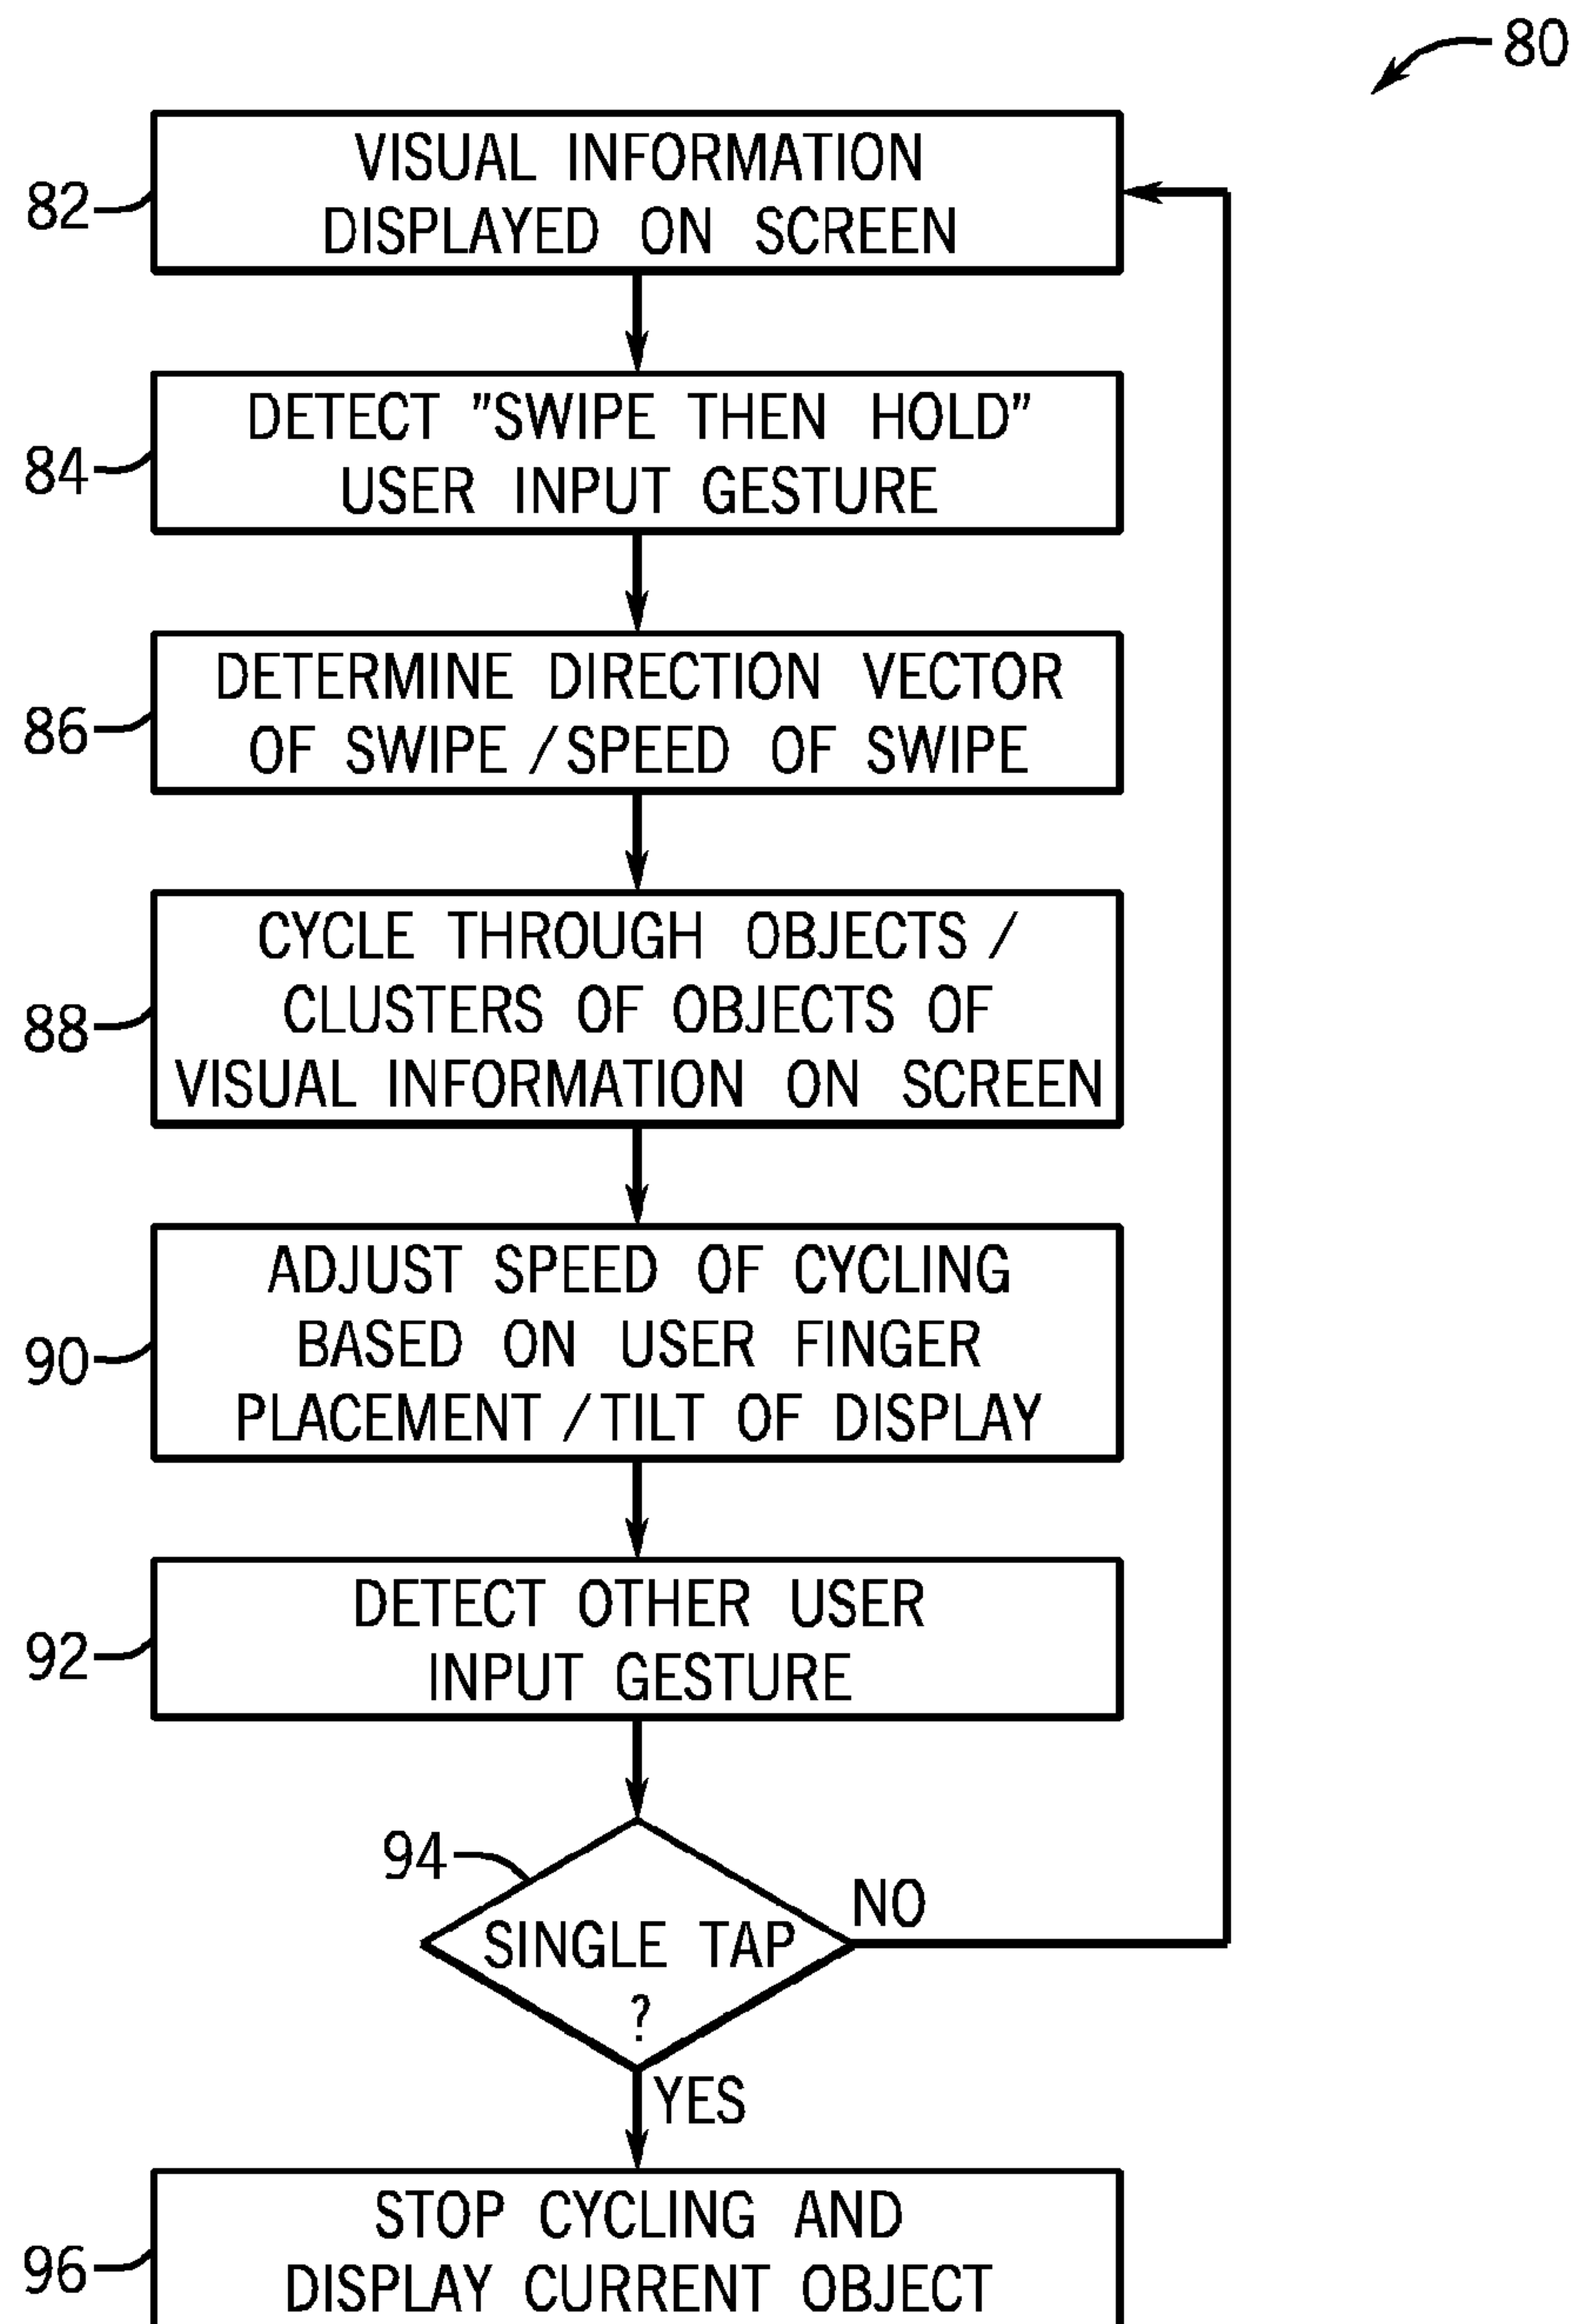 80
82
VISUAL INFORMATION
DISPLAYED ON SCREEN
84
DETECT "SWIPE THEN HOLD"
USER INPUT GESTURE
86
DETERMINE DIRECTION VECTOR
OF SWIPE / SPEED OF SWIPE
88
CYCLE THROUGH OBJECTS /
CLUSTERS OF OBJECTS OF
VISUAL INFORMATION ON SCREEN
90
ADJUST SPEED OF CYCLING
BASED ON USER FINGER
PLACEMENT / TILT OF DISPLAY
92
DETECT OTHER USER
INPUT GESTURE
94
SINGLE TAP
?
NO
YES
96
STOP CYCLING AND
DISPLAY CURRENT OBJECT